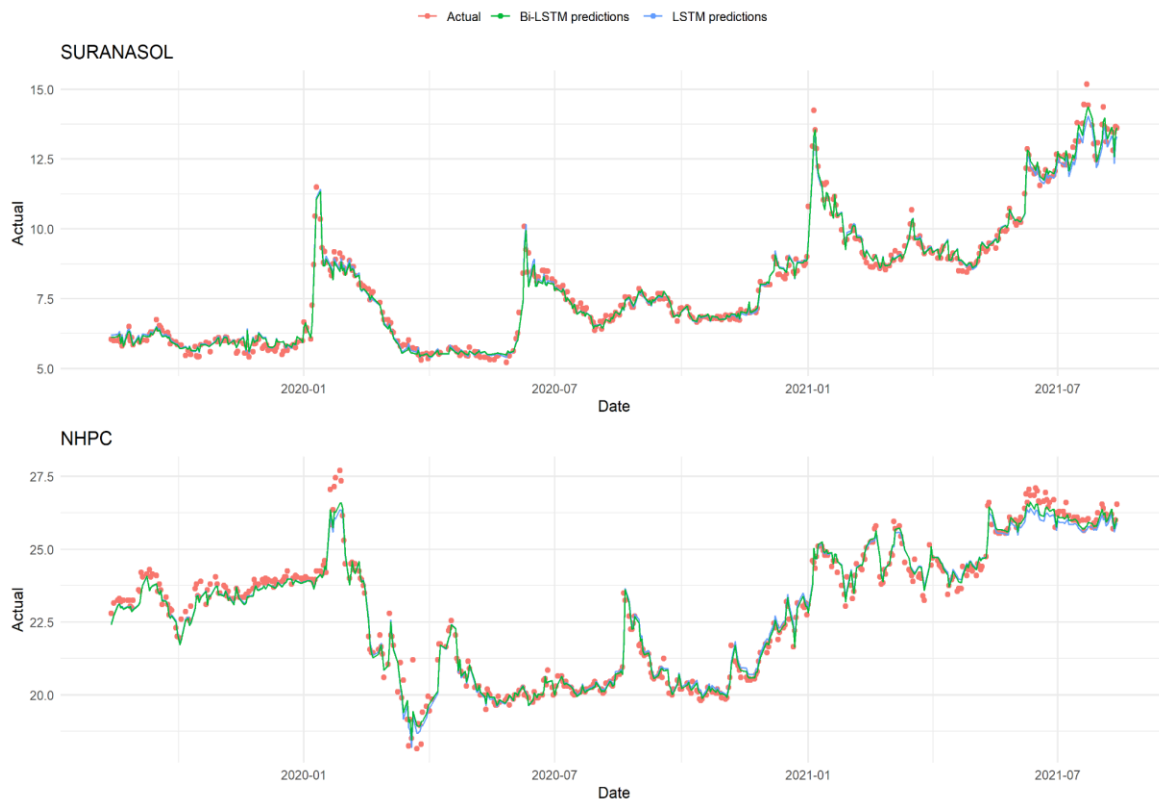 Actual Bi-LSTM predictions LSTM predictions
SURANASOL
15.0
12.5
10.0
7.5
5.0
Actual
2020-01 2020-07 2021-01 2021-07
Date
NHPC
27.5
25.0
22.5
20.0
Actual
2020-01 2020-07 2021-01 2021-07
Date